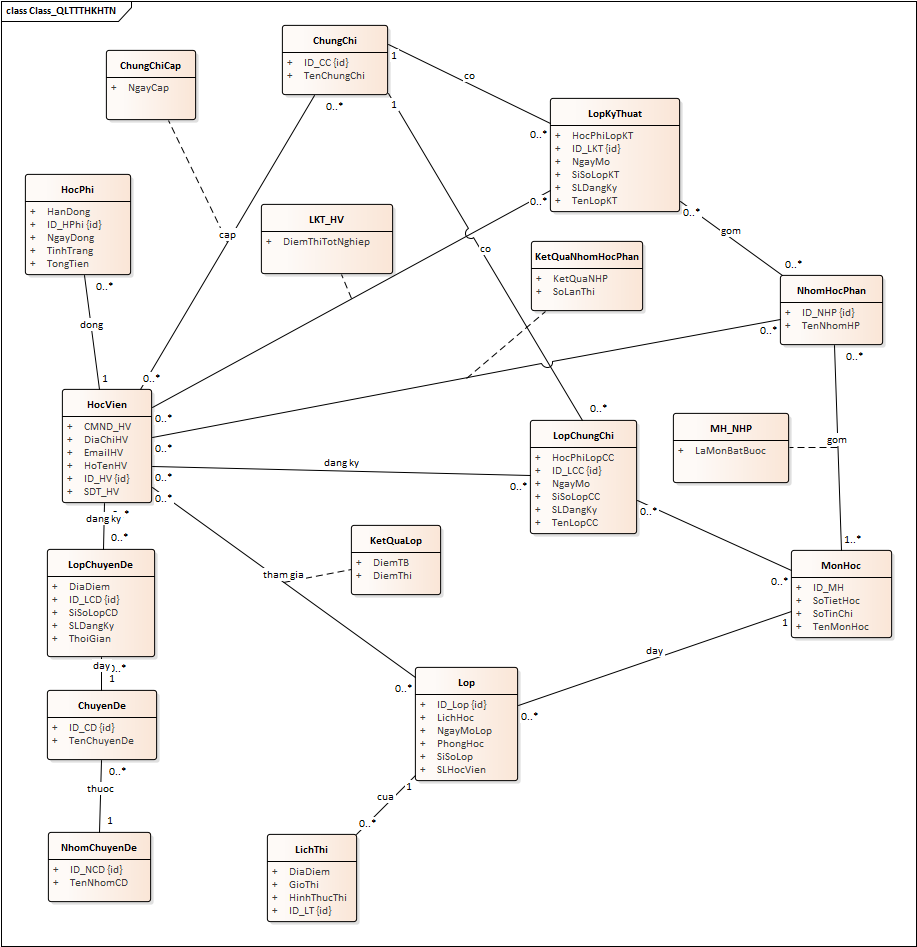 class Class_QLTTTHKHTN
ChungChi
+ ID_CC {id}
+ TenChungChi
1
1
0..*
co
ChungChiCap
+ NgayCap
LopKyThuat
+ HocPhiLopKT
+ ID_LKT {id}
+ NgayMo
+ SiSoLopKT
+ SLDangKy
+ TenLopKT
0..*
0..*
0..*
HocPhi
+ HanDong
+ ID_HPhi {id}
+ NgayDong
+ TinhTrang
+ TongTien
0..*
LKT_HV
+ DiemThiTotNghiep
cap
co
gom
KetQuaNhomHocPhan
+ KetQuaNHP
+ SoLanThi
0..*
NhomHocPhan
+ ID_NHP {id}
+ TenNhomHP
0..*
0..*
dong
1
0..*
HocVien
+ CMND_HV
+ DiaChiHV
+ EmailHV
+ HoTenHV
+ ID_HV {id}
+ SDT_HV
0..*
0..*
0..*
0..*
0..*
LopChungChi
+ HocPhiLopCC
+ ID_LCC {id}
+ NgayMo
+ SiSoLopCC
+ SLDangKy
+ TenLopCC
0..*
0..*
dang ky
MH_NHP
+ LaMonBatBuoc
gom
1..*
dang ky
0..*
LopChuyenDe
+ DiaDiem
+ ID_LCD {id}
+ SiSoLopCD
+ SLDangKy
+ ThoiGian
KetQuaLop
+ DiemTB
+ DiemThi
tham gia
MonHoc
+ ID_MH
+ SoTietHoc
+ SoTinChi
+ TenMonHoc
0..*
1
day
day
1
ChuyenDe
+ ID_CD {id}
+ TenChuyenDe
0..*
Lop
+ ID_Lop {id}
+ LichHoc
+ NgayMoLop
+ PhongHoc
+ SiSoLop
+ SLHocVien
0..*
0..*
1
thuoc
1
NhomChuyenDe
+ ID_NCD {id}
+ TenNhomCD
cua
0..*
LichThi
+ DiaDiem
+ GioThi
+ HinhThucThi
+ ID_LT {id}